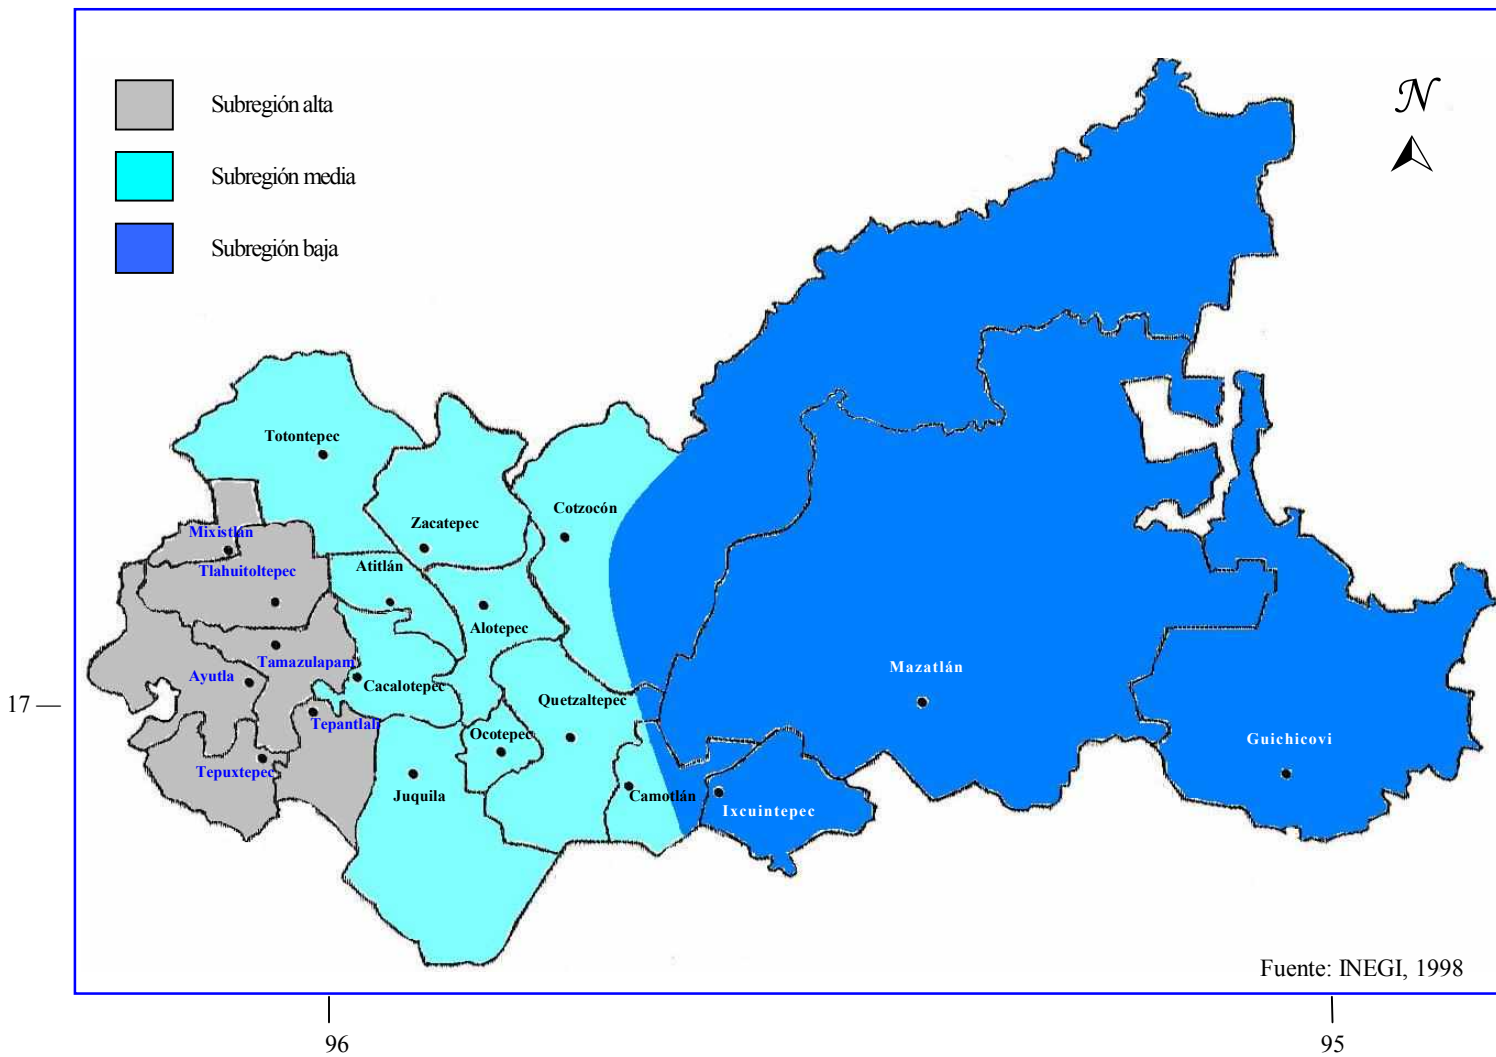 N
Subregión alta
Subregión media
Subregión baja
Totontepec
Zacatepec
Cotzocón
Mixistlán
Tlahuitoltepec
Atitlán
Alotepec
Tamazulapam
Ayutla
Cacalotepec
Quetzaltepec
Mazatlán
17
Tepantlali
Ocotepec
Guichicovi
Tepuxtepec
Juquila
Camotlán
Ixcuintepec
Fuente: INEGI, 1998
96
95